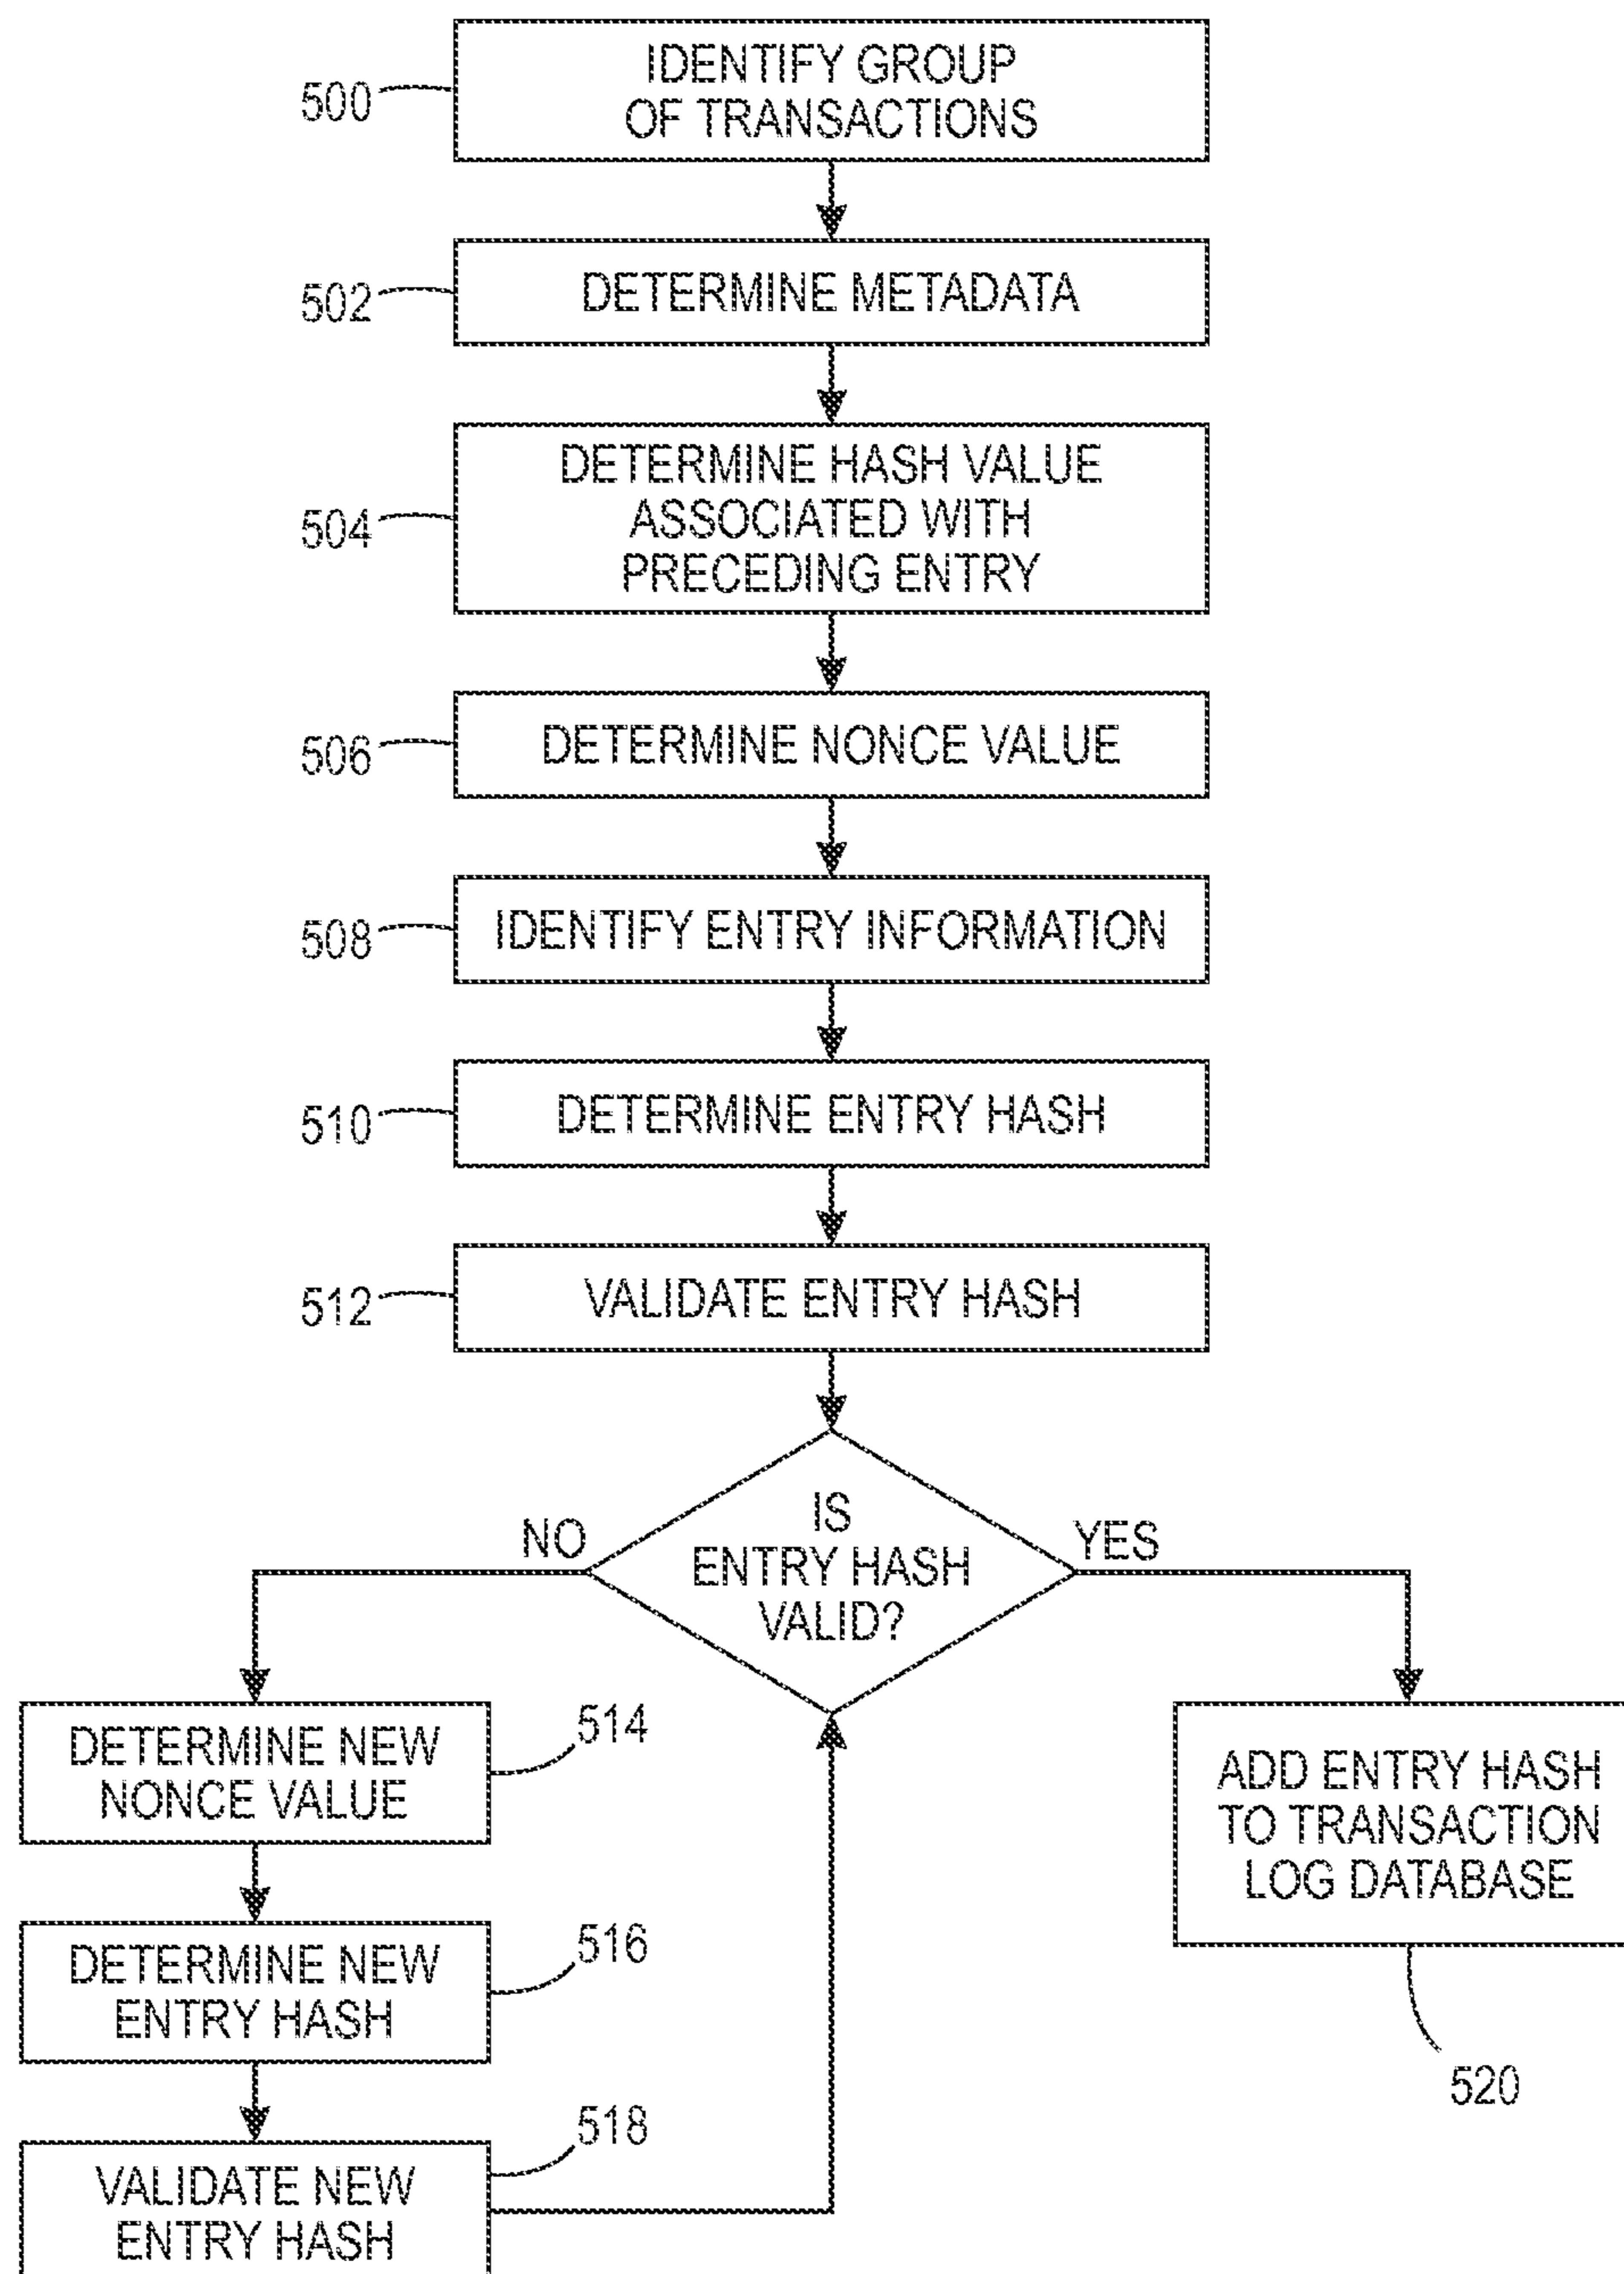 500
IDENTIFY GROUP
OF TRANSACTIONS
502
DETERMINE METADATA
504
DETERMINE HASH VALUE
ASSOCIATED WITH
PRECEDING ENTRY
506
DETERMINE NONCE VALUE
508
IDENTIFY ENTRY INFORMATION
510
DETERMINE ENTRY HASH
512
VALIDATE ENTRY HASH
IS
ENTRY HASH
VALID?
NO
YES
DETERMINE NEW
NONCE VALUE
514
DETERMINE NEW
ENTRY HASH
516
VALIDATE NEW
ENTRY HASH
518
ADD ENTRY HASH
TO TRANSACTION
LOG DATABASE
520